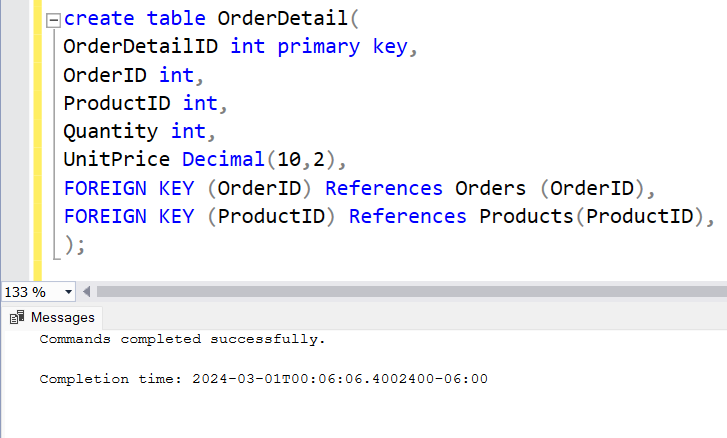 create table OrderDetail(
OrderDetailID int primary key,
OrderID int,
ProductID int,
Quantity int,
UnitPrice Decimal(10,2),
FOREIGN KEY (OrderID) References Orders (OrderID),
FOREIGN KEY (ProductID) References Products(ProductID),
);
133 %
Messages
Commands completed successfully.
Completion time: 2024-03-01T00:06:06.4002400-06:00